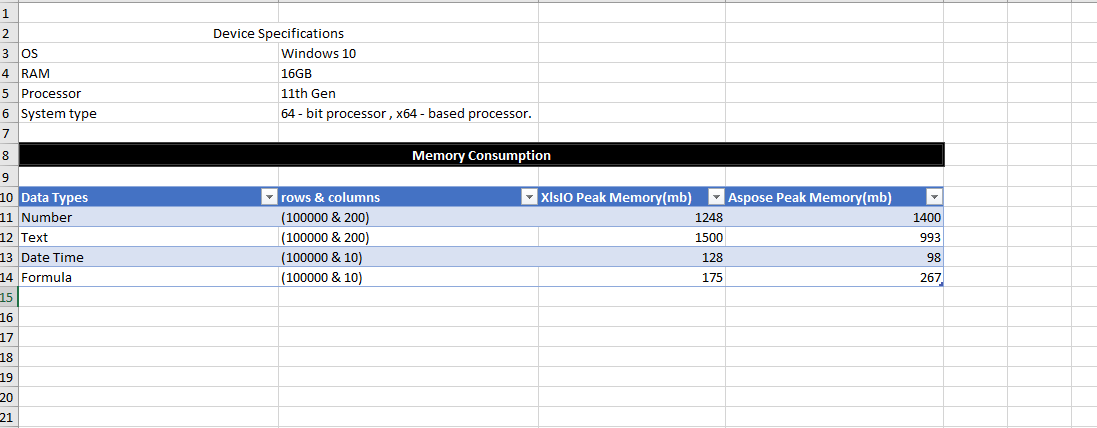 1
2 Device Specifications
3 OS Windows 10
4 RAM 16GB
5 Processor 11th Gen
6 System type 64 - bit processor , x64 - based processor.
7
8 Memory Consumption
9
10 Data Types rows & columns XlsIO Peak Memory(mb) Aspose Peak Memory(mb)
11 Number (100000 & 200) 1248 1400
12 Text (100000 & 200) 1500 993
13 Date Time (100000 & 10) 128 98
14 Formula (100000 & 10) 175 267
15
16
17
18
19
20
21